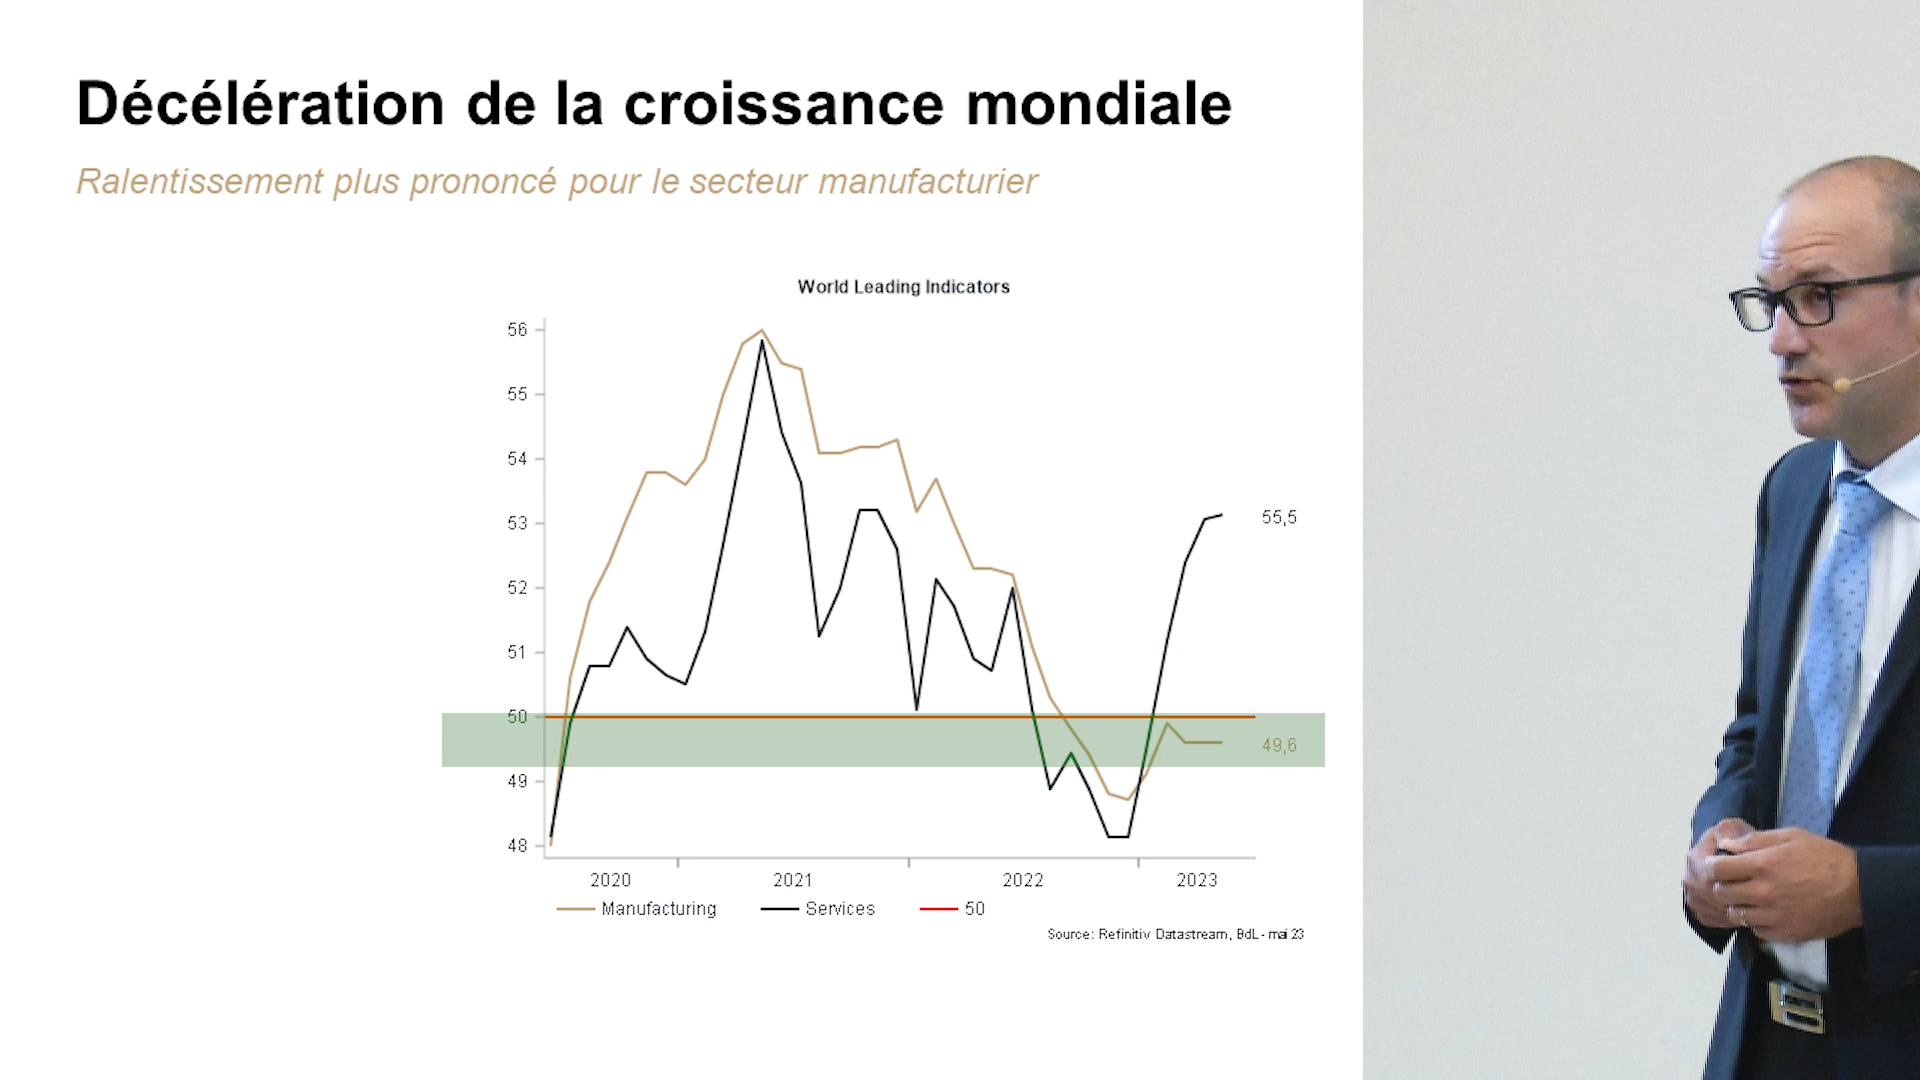 Décélération de la croissance mondiale
Ralentissement plus prononcé pour le secteur manufacturier
World Leading Indicators
56
55
54
53
52
51
50
49
48
55,5
49,6
2020 2021 2022 2023
Manufacturing Services 50
Source: Refinitiv Datastream, BdL - mai 23